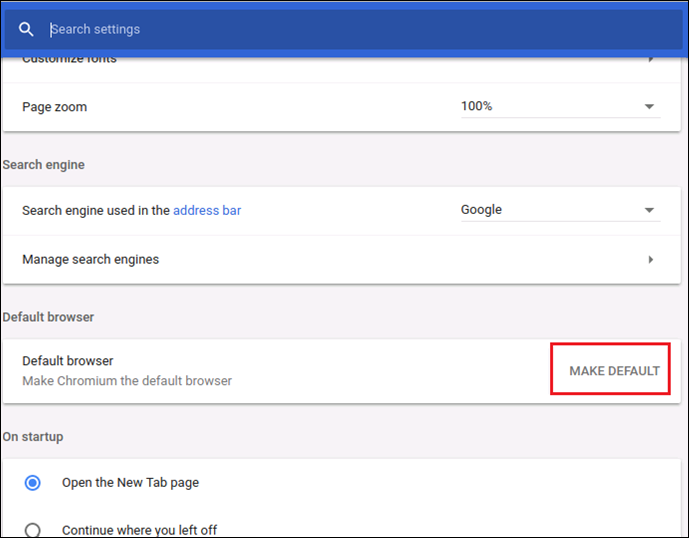 Search settings
Customize fonts
Page zoom
100%
Search engine
Search engine used in the address bar
Google
Manage search engines
Default browser
Default browser
Make Chromium the default browser
MAKE DEFAULT
On startup
Open the New Tab page
Continue where you left off